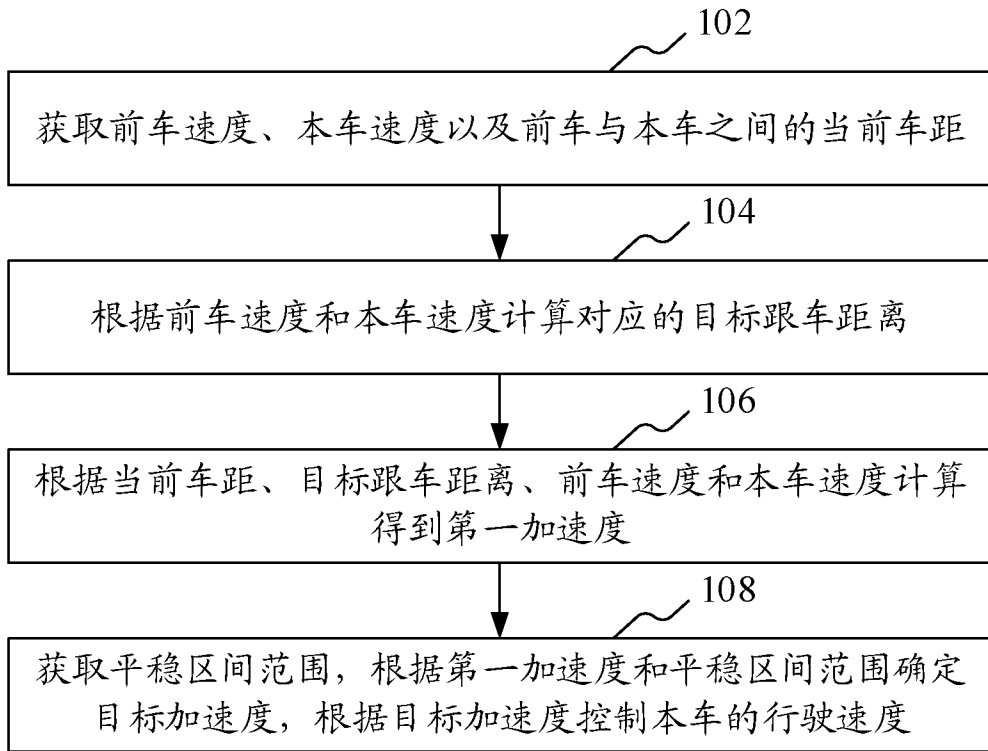 102
获取前车速度、本车速度以及前车与本车之间的当前车距
104
根据前车速度和本车速度计算对应的目标跟车距离
106
根据当前车距、目标跟车距离、前车速度和本车速度计算
得到第一加速度
108
获取平稳区间范围，根据第一加速度和平稳区间范围确定
目标加速度，根据目标加速度控制本车的行驶速度